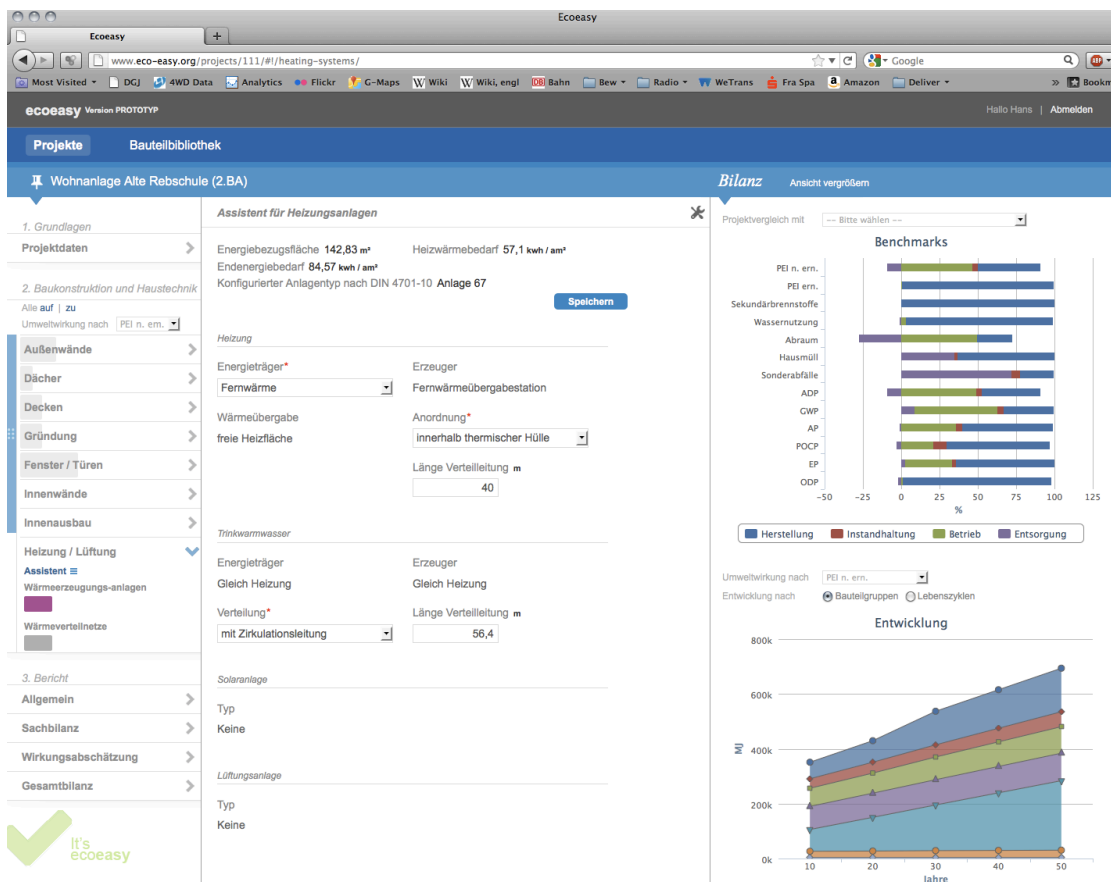 Ecoeasy
Ecoeasy
www.eco-easy.org/projects/111/#!/heating-systems/
Google
Most Visited
DGJ
4WD Data
Analytics
Flickr
G-Maps
Wiki
Wiki, engl
Bahn
Bew
Radio
WeTrans
Fra Spa
Amazon
Deliver
» Bookm
ecoeasy Version PROTOTYP
Hallo Hans | Abmelden
Projekte
Bauteilbibliothek
Wohnanlage Alte Rebschule (2.BA)
Bilanz
Ansicht vergrößern
1. Grundlagen
Projektdaten
2. Baukonstruktion und Haustechnik
Alle auf | zu
Umweltwirkung nach PEI n. ern.
Außenwände
Dächer
Decken
Gründung
Fenster / Türen
Innenwände
Innenausbau
Heizung / Lüftung
Assistent
Wärmeerzeugungs-anlagen
Wärmeverteilnetze
3. Bericht
Allgemein
Sachbilanz
Wirkungsabschätzung
Gesamtbilanz
It's
ecoeasy
Assistent für Heizungsanlagen
Energiebezugsfläche 142,83 m²
Heizwärmebedarf 57,1 kwh / am²
Endenergiebedarf 84,57 kwh / am²
Konfigurierter Anlagentyp nach DIN 4701-10 Anlage 67
Speichern
Heizung
Energieträger*
Erzeuger
Fernwärme
Fernwärmeübergabestation
Wärmeübergabe
Anordnung*
freie Heizfläche
innerhalb thermischer Hülle
Länge Verteilleitung m
40
Trinkwarmwasser
Energieträger
Erzeuger
Gleich Heizung
Gleich Heizung
Verteilung*
Länge Verteilleitung m
mit Zirkulationsleitung
56,4
Solaranlage
Typ
Keine
Lüftungsanlage
Typ
Keine
Projektvergleich mit -- Bitte wählen --
Benchmarks
PEI n. ern.
PEI ern.
Sekundärbrennstoffe
Wassernutzung
Abraum
Hausmüll
Sonderabfälle
ADP
GWP
AP
POCP
EP
ODP
-50 -25 0 25 50 75 100 125
%
Herstellung Instandhaltung Betrieb Entsorgung
Umweltwirkung nach PEI n. ern.
Entwicklung nach Bauteilgruppen Lebenszyklen
Entwicklung
800k
600k
400k
200k
0k
MJ
10 20 30 40 50
Jahre